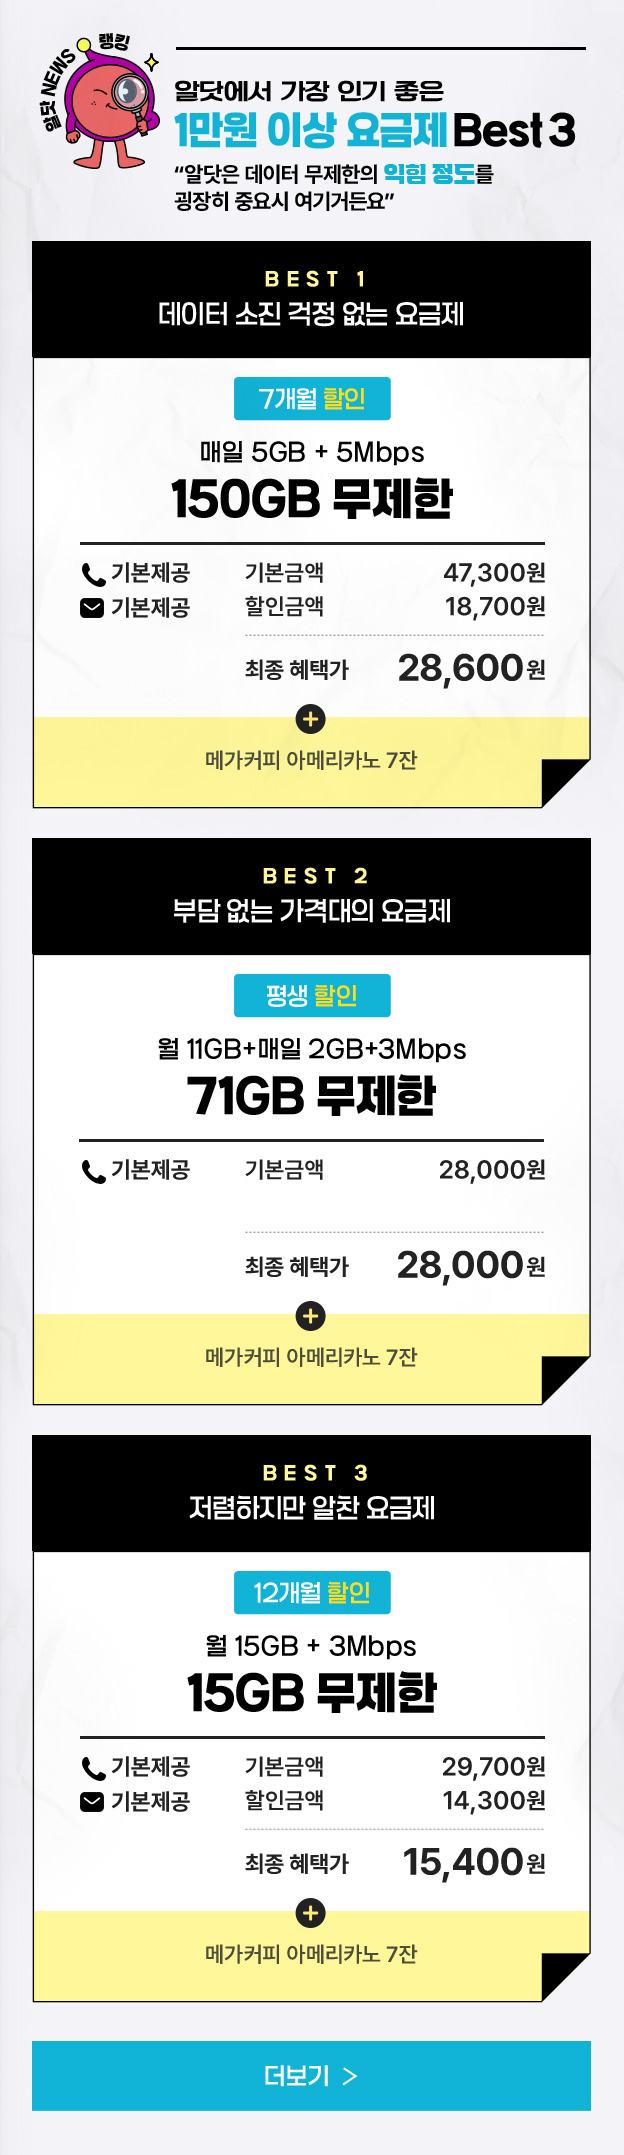 알닷 NEWS 랭킹
알닷에서 가장 인기 좋은
1만원 이상 요금제 Best 3
“알닷은 데이터 무제한의 익힘 정도를
굉장히 중요시 여기거든요”
BEST 1
데이터 소진 걱정 없는 요금제
7개월 할인
매일 5GB + 5Mbps
150GB 무제한
기본제공 기본금액 47,300원
기본제공 할인금액 18,700원
최종 혜택가 28,600원
+
메가커피 아메리카노 7잔
BEST 2
부담 없는 가격대의 요금제
평생 할인
월 11GB+매일 2GB+3Mbps
71GB 무제한
기본제공 기본금액 28,000원
최종 혜택가 28,000원
+
메가커피 아메리카노 7잔
BEST 3
저렴하지만 알찬 요금제
12개월 할인
월 15GB + 3Mbps
15GB 무제한
기본제공 기본금액 29,700원
기본제공 할인금액 14,300원
최종 혜택가 15,400원
+
메가커피 아메리카노 7잔
더보기 >